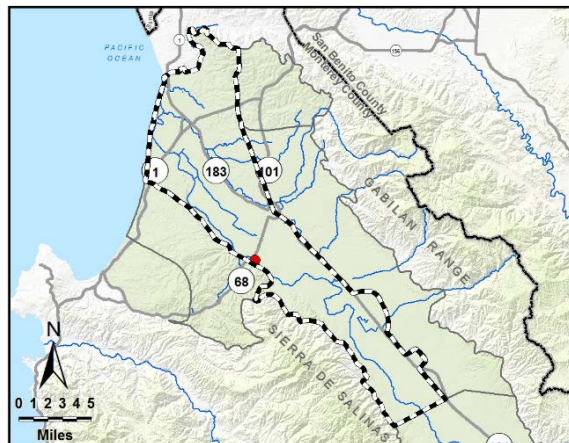 1
156
PACIFIC
OCEAN
San Benito County
Monterey County
1
183
101
GABILAN RANGE
68
SIERRA DE SALINAS
N
0 1 2 3 4 5
Miles